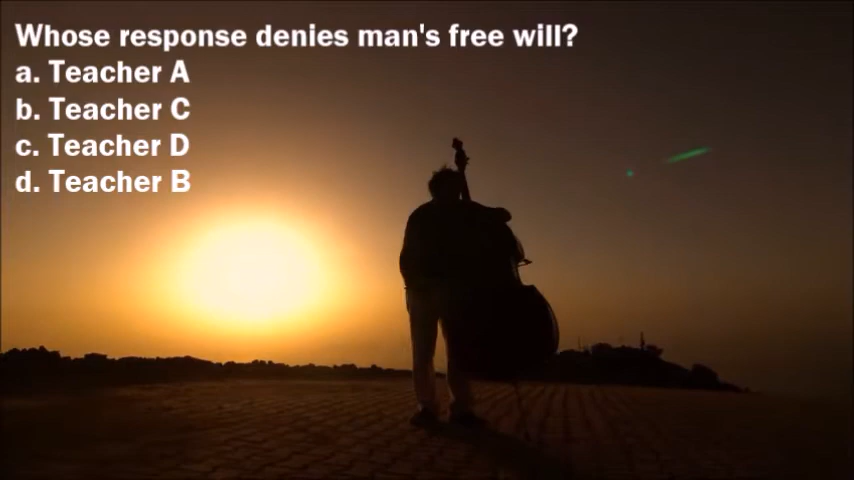 Whose response denies man's free will?
a. Teacher A
b. Teacher C
c. Teacher D
d. Teacher B